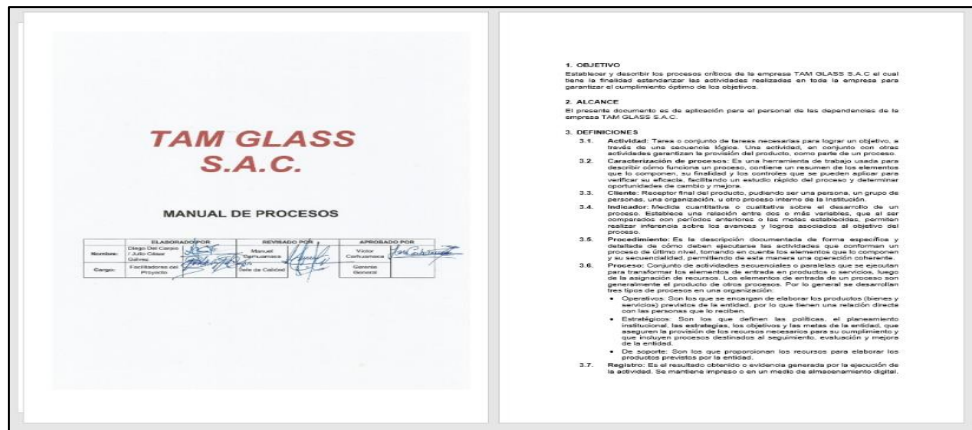 TAM GLASS
S.A.C.
MANUAL DE PROCESOS
ELABORADO POR REVISADO POR APROBADO POR
Nombre: Diego Del Carpio / Julio César Manuel Carhuamaca Víctor Carhuamaca
Cargo: Facilitadores del Proyecto Jefe de Calidad Gerente General
1. OBJETIVO
Establecer y describir los procesos críticos de la empresa TAM GLASS S.A.C el cual
tiene la finalidad estandarizar las actividades realizadas en toda la empresa para
garantizar el cumplimiento óptimo de los objetivos.
2. ALCANCE
El presente documento es de aplicación para el personal de las dependencias de la
empresa TAM GLASS S.A.C.
3. DEFINICIONES
3.1. Actividad: Tarea o conjunto de tareas necesarias para lograr un objetivo, a
través de una secuencia lógica. Una actividad, en conjunto con otras
actividades garantizan la provisión del producto, como parte de un proceso.
3.2. Caracterización de procesos: Es una herramienta de trabajo usada para
describir cómo funciona un proceso, contiene un resumen de los elementos
que lo componen, su finalidad y los controles que se pueden aplicar para
verificar su eficacia, facilitando un estudio rápido del proceso y determinar
oportunidades de cambio y mejora.
3.3. Cliente: Receptor final del producto, pudiendo ser una persona, un grupo de
personas, una organización, u otro proceso interno de la institución.
3.4. Indicador: Medida cuantitativa o cualitativa sobre el desarrollo de un
proceso. Establece una relación entre dos o más variables, que al ser
comparados con períodos anteriores o las metas establecidas, permiten
realizar inferencia sobre los avances y logros asociados al objetivo del
proceso.
3.5. Procedimiento: Es la descripción documentada de forma específica y
detallada de cómo deben ejecutarse las actividades que conforman un
proceso de último nivel, tomando en cuenta los elementos que lo componen
y su secuencialidad, permitiendo de esta manera una operación coherente.
3.6. Proceso: Conjunto de actividades secuenciales o paralelas que se ejecutan
para transformar los elementos de entrada en productos o servicios, luego
de la asignación de recursos. Los elementos de entrada de un proceso son
generalmente el producto de otros procesos. Por lo general se desarrollan
tres tipos de procesos en una organización:
• Operativos: Son los que se encargan de elaborar los productos (bienes y
servicios) previstos de la entidad, por lo que tienen una relación directa
con las personas que lo reciben.
• Estratégicos: Son los que definen las políticas, el planeamiento
institucional, las estrategias, los objetivos y las metas de la entidad, que
aseguren la provisión de los recursos necesarios para su cumplimiento y
que incluyen procesos destinados al seguimiento, evaluación y mejora
de la entidad.
• De soporte: Son los que proporcionan los recursos para elaborar los
productos previstos por la entidad.
3.7. Registro: Es el resultado obtenido o evidencia generada por la ejecución de
la actividad. Se mantiene impreso o en un medio de almacenamiento digital.